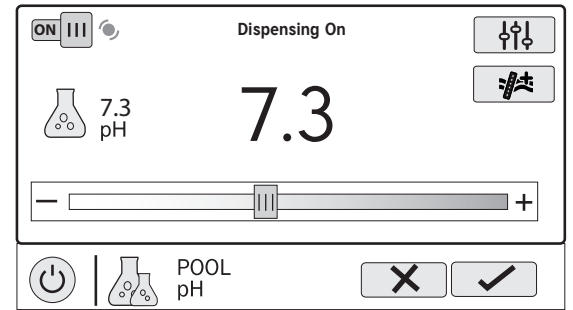 ON
Dispensing On
7.3
pH
7.3
− +
POOL
pH